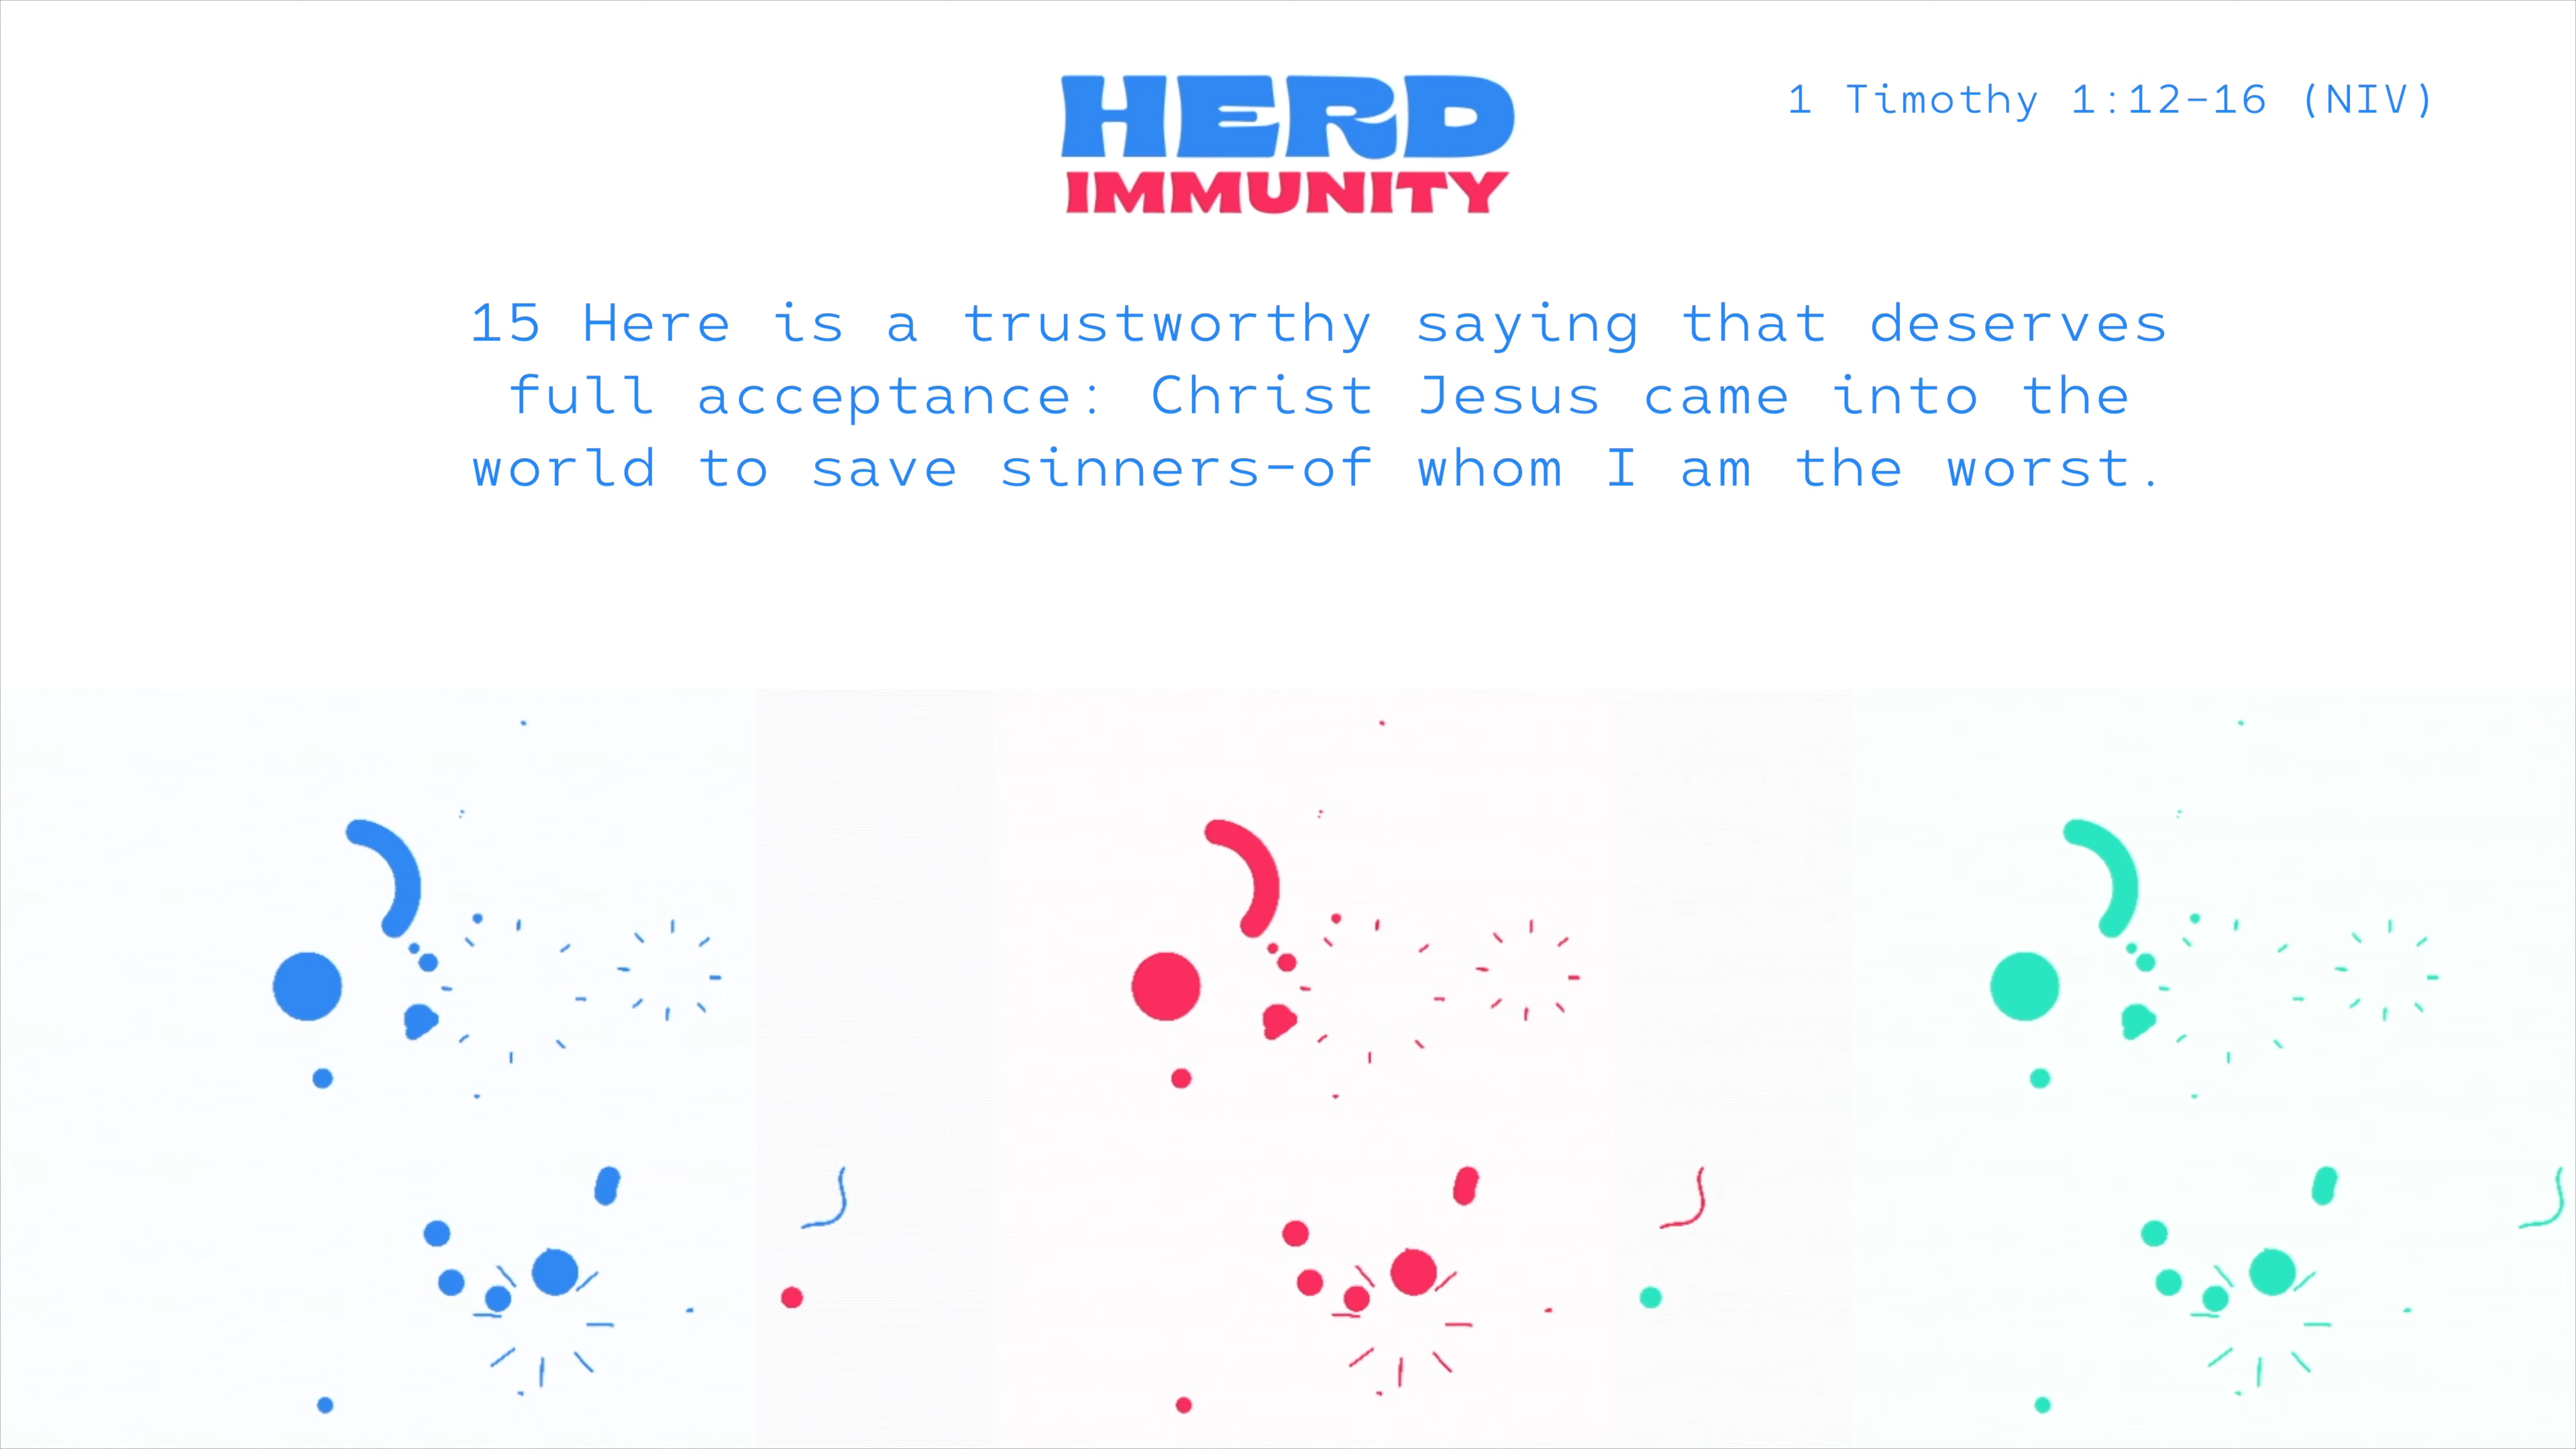 HERD
IMMUNITY
1 Timothy 1:12-16 (NIV)
15 Here is a trustworthy saying that deserves
full acceptance: Christ Jesus came into the
world to save sinners-of whom I am the worst.